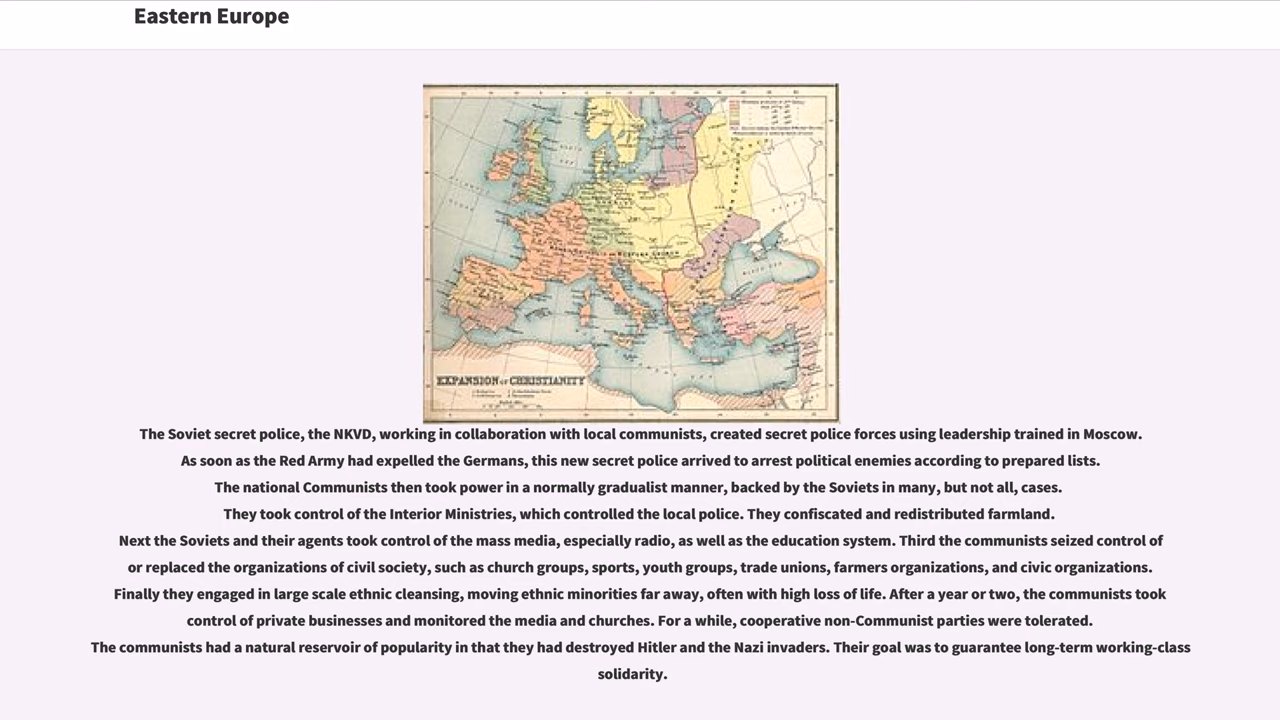 Eastern Europe
EXPANSION OF CHRISTIANITY
BLACK SEA
The Soviet secret police, the NKVD, working in collaboration with local communists, created secret police forces using leadership trained in Moscow.
As soon as the Red Army had expelled the Germans, this new secret police arrived to arrest political enemies according to prepared lists.
The national Communists then took power in a normally gradualist manner, backed by the Soviets in many, but not all, cases.
They took control of the Interior Ministries, which controlled the local police. They confiscated and redistributed farmland.
Next the Soviets and their agents took control of the mass media, especially radio, as well as the education system. Third the communists seized control of
or replaced the organizations of civil society, such as church groups, sports, youth groups, trade unions, farmers organizations, and civic organizations.
Finally they engaged in large scale ethnic cleansing, moving ethnic minorities far away, often with high loss of life. After a year or two, the communists took
control of private businesses and monitored the media and churches. For a while, cooperative non-Communist parties were tolerated.
The communists had a natural reservoir of popularity in that they had destroyed Hitler and the Nazi invaders. Their goal was to guarantee long-term working-class
solidarity.